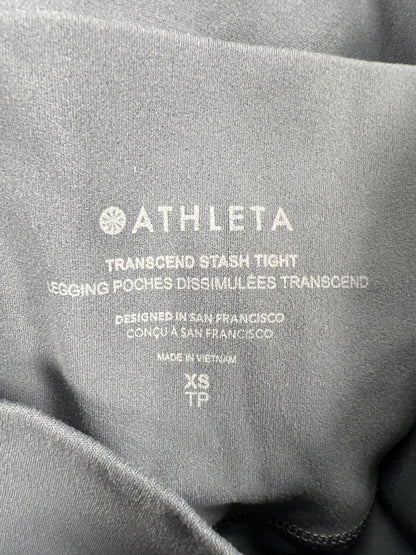 ATHLETA
TRANSCEND STASH TIGHT
LEGGING POCHES DISSIMULÉES TRANSCEND
DESIGNED IN SAN FRANCISCO
CONÇU À SAN FRANCISCO
MADE IN VIETNAM
XS
TP